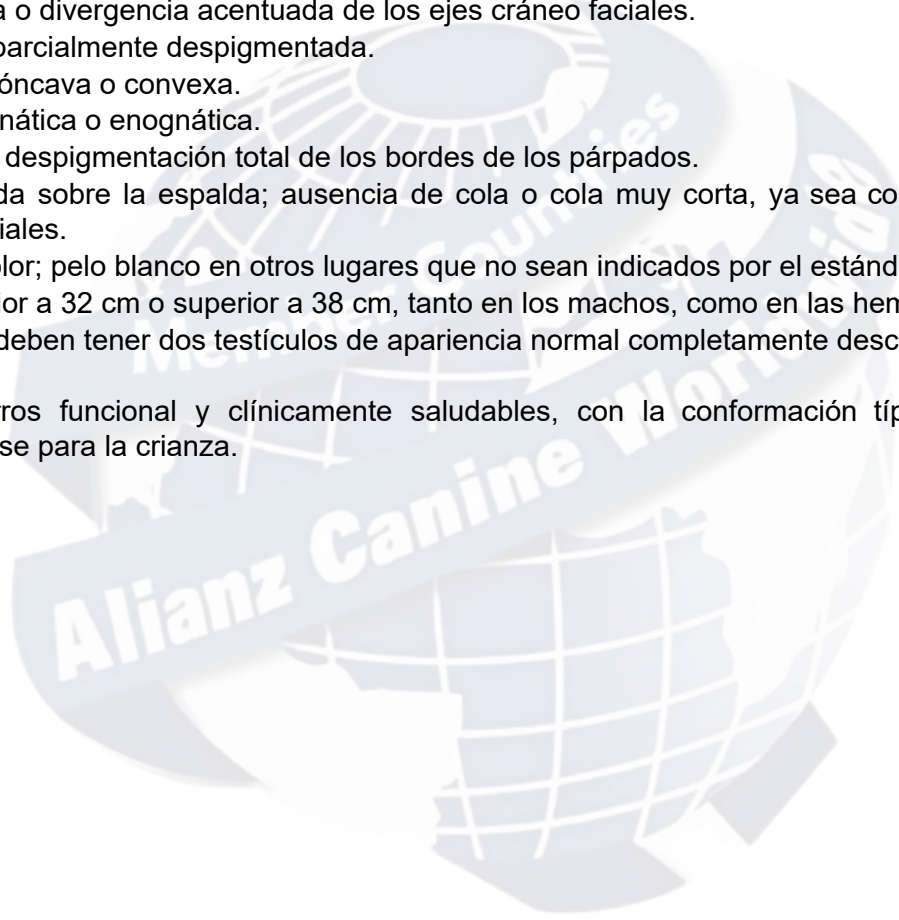 a o divergencia acentuada de los ejes cráneo faciales.
parcialmente despigmentada.
óncava o convexa.
nática o enognática.
despigmentación total de los bordes de los párpados.
da sobre la espalda; ausencia de cola o cola muy corta, ya sea co
iales.
olor; pelo blanco en otros lugares que no sean indicados por el estánd
ior a 32 cm o superior a 38 cm, tanto en los machos, como en las hem
deben tener dos testículos de apariencia normal completamente desc
rros funcional y clínicamente saludables, con la conformación típ
se para la crianza.
Member Countries
Alianz Canine Worldwide